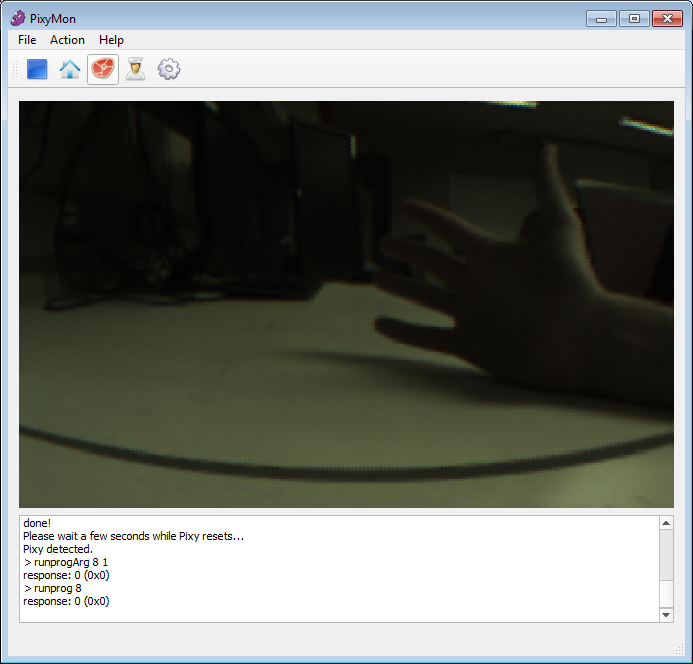 PixyMon
File Action Help
done!
Please wait a few seconds while Pixy resets...
Pixy detected.
> runprogArg 8 1
response: 0 (0x0)
> runprog 8
response: 0 (0x0)